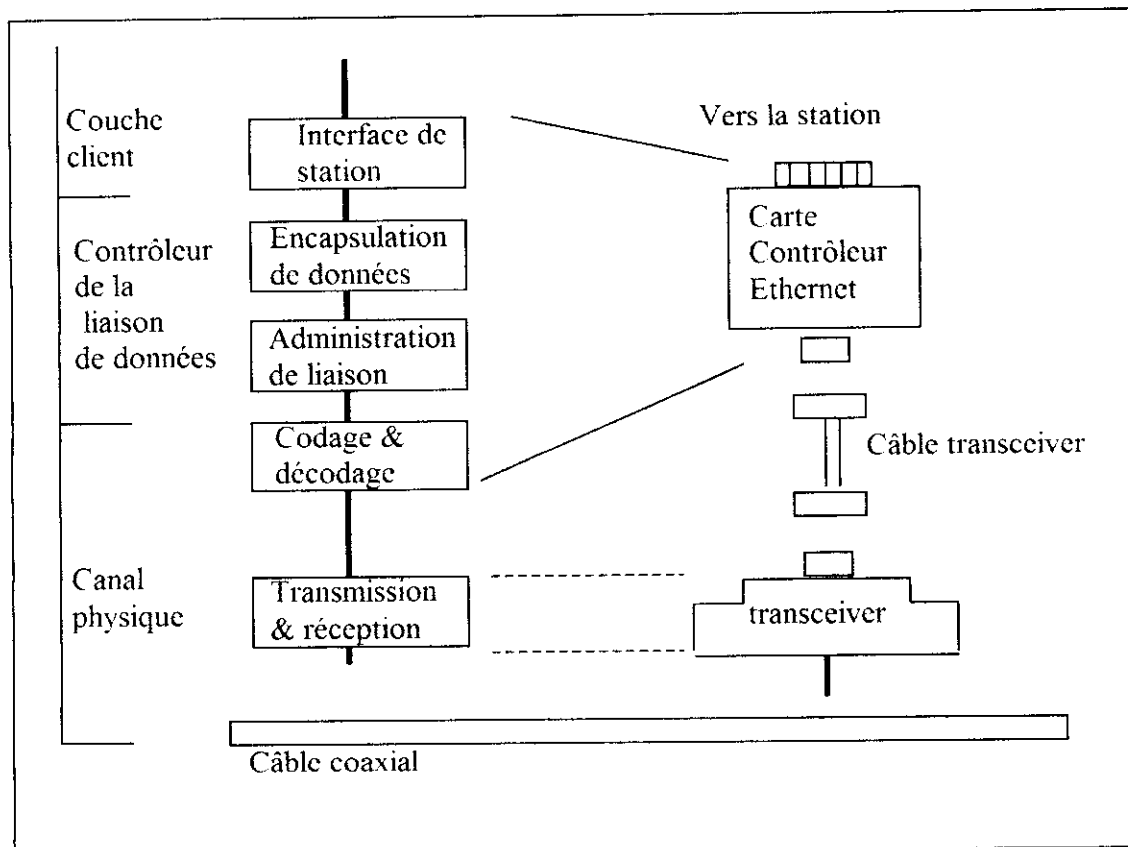 Couche
client
Interface de
station
Vers la station
Contrôleur
de la
liaison
de données
Encapsulation
de données
Carte
Contrôleur
Ethernet
Administration
de liaison
Codage &
décodage
Câble transceiver
Canal
physique
Transmission
& réception
transceiver
Câble coaxial